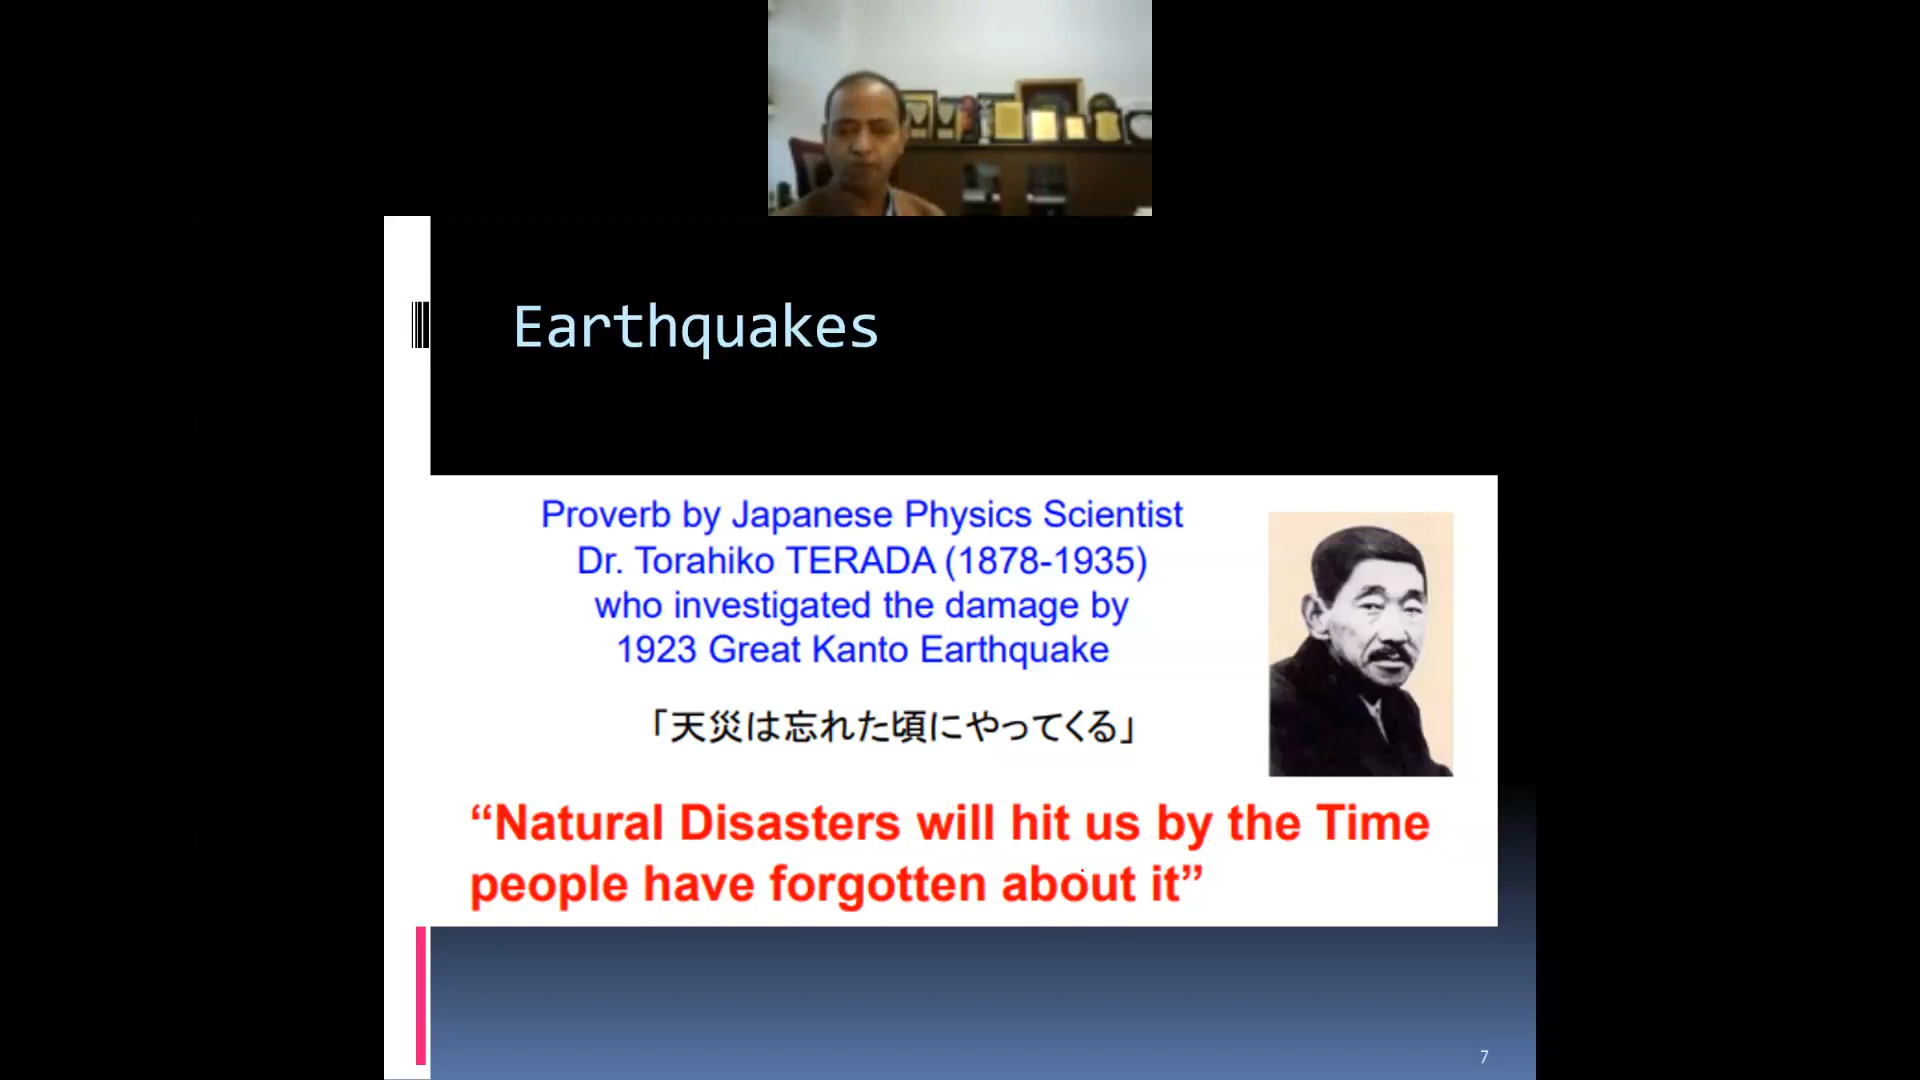 Earthquakes
Proverb by Japanese Physics Scientist
Dr. Torahiko TERADA (1878-1935)
who investigated the damage by
1923 Great Kanto Earthquake
「天災は忘れた頃にやってくる」
“Natural Disasters will hit us by the Time
people have forgotten about it”
7